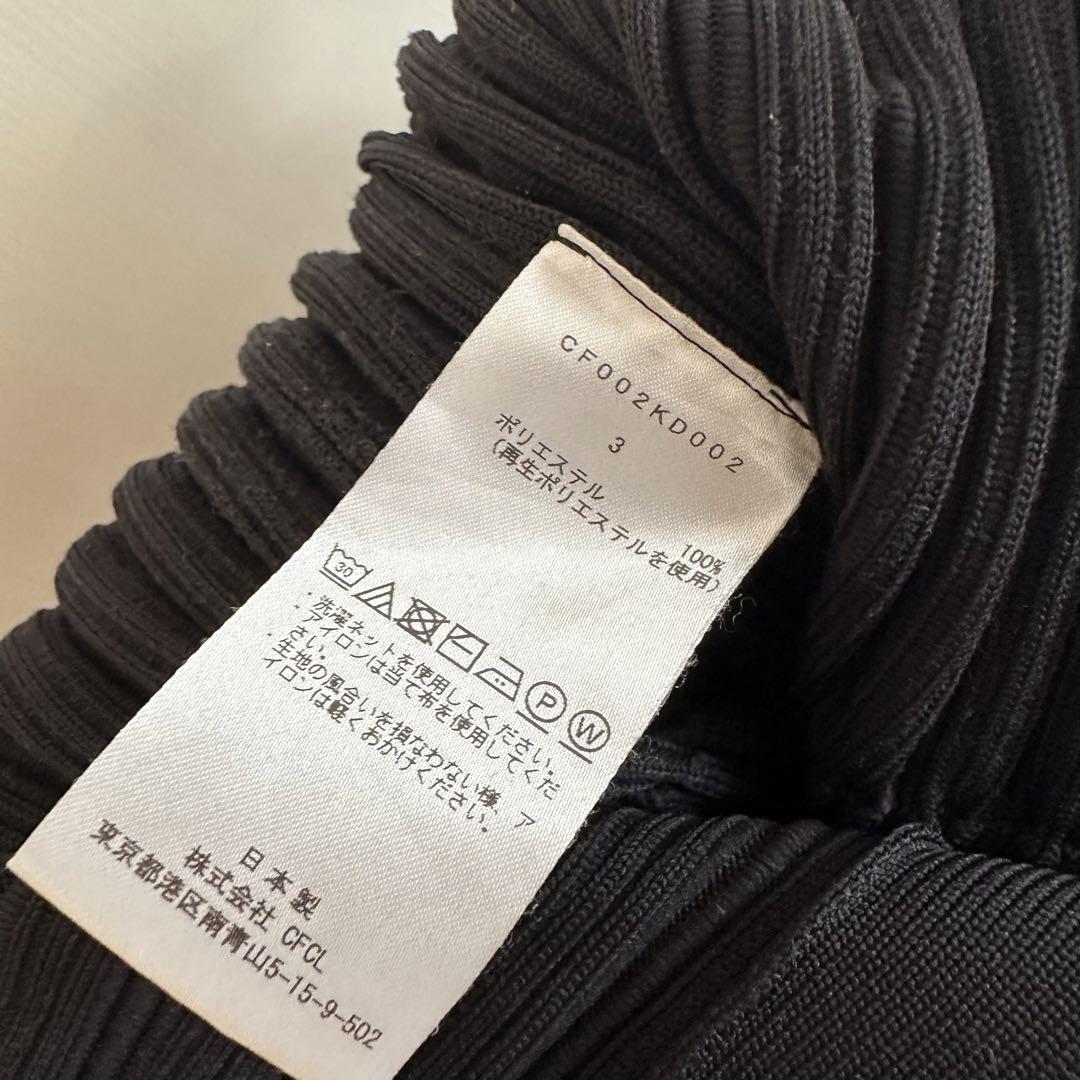 CF002KD002
3
ポリエステル 100%
(再生ポリエステルを使用)
30 P W
・洗濯ネットを使用してください。
・アイロンは当て布を使用してくだ
さい。
・生地の風合いを損なわない様、ア
イロンは軽くおかけください。
日本製
株式会社 CFCL
東京都港区南青山5-15-9-502